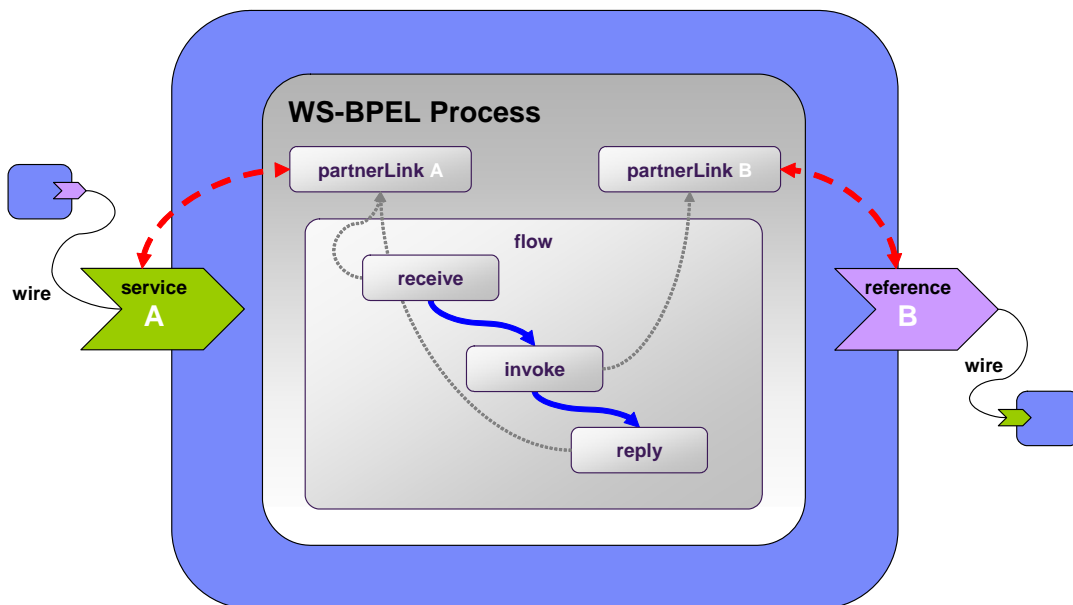 WS-BPEL Process
partnerLink A
partnerLink B
flow
receive
service
A
wire
reference
B
invoke
wire
reply